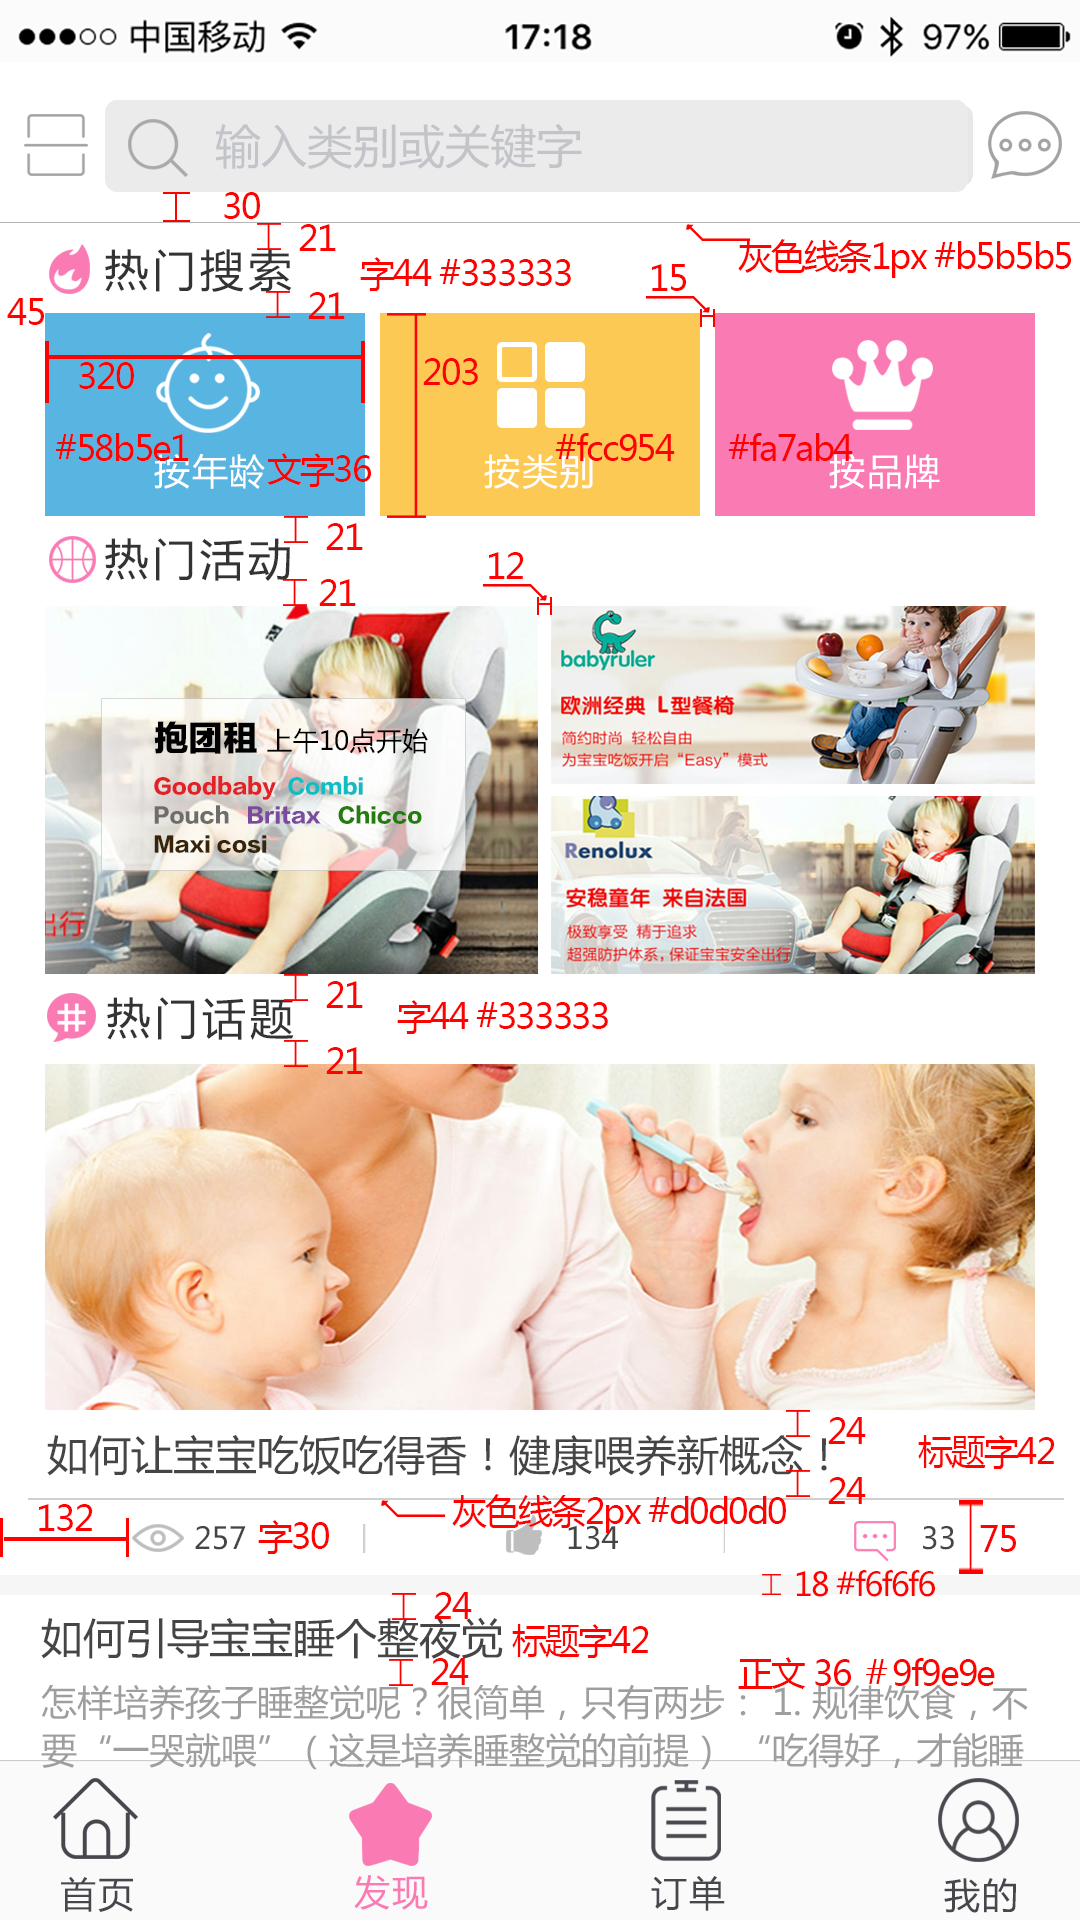 中国移动 17:18 97%
输入类别或关键字
30
21
热门搜索 字44 #333333 灰色线条1px #b5b5b5
15
21
45
320 203
#58b5e1 #fcc954 #fa7ab4
按年龄 文字36 按类别 按品牌
21
热门活动 12
21
babyruler
欧洲经典 L型餐椅
简约时尚 轻松自由
为宝宝吃饭开启“Easy”模式
抱团租 上午10点开始
Goodbaby Combi
Pouch Britax Chicco
Maxi cosi
出行
Renolux
安稳童年 来自法国
极致享受 精于追求
超强防护体系,保证宝宝安全出行
21
热门话题 字44 #333333
21
24
如何让宝宝吃饭吃得香！健康喂养新概念！ 标题字42
24
132 灰色线条2px #d0d0d0
257 字30 134 33 75
18 #f6f6f6
24
如何引导宝宝睡个整夜觉 标题字42
24 正文 36 #9f9e9e
怎样培养孩子睡整觉呢？很简单，只有两步： 1. 规律饮食，不
要“一哭就喂”（这是培养睡整觉的前提） “吃得好，才能睡
首页 发现 订单 我的